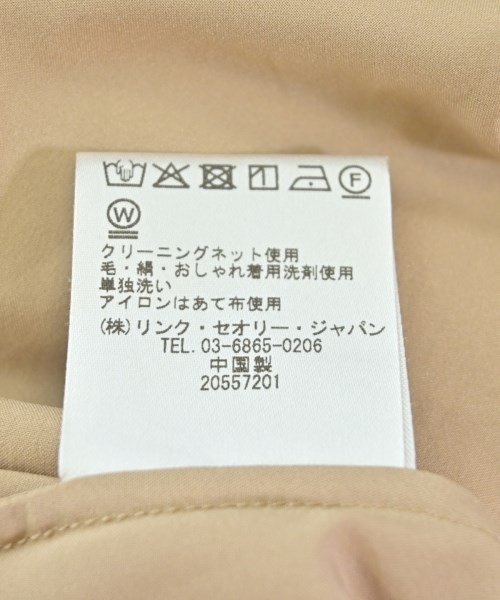 F
W
クリーニングネット使用
毛・絹・おしゃれ着用洗剤使用
単独洗い
アイロンはあて布使用
(株)リンク・セオリー・ジャパン
TEL. 03-6865-0206
中国製
20557201